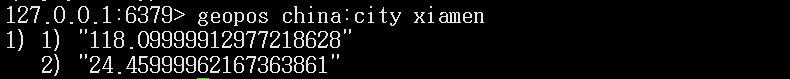 127.0.0.1:6379> geopos china:city xiamen
1) 1) "118.09999912977218628"
2) "24.45999962167363861"